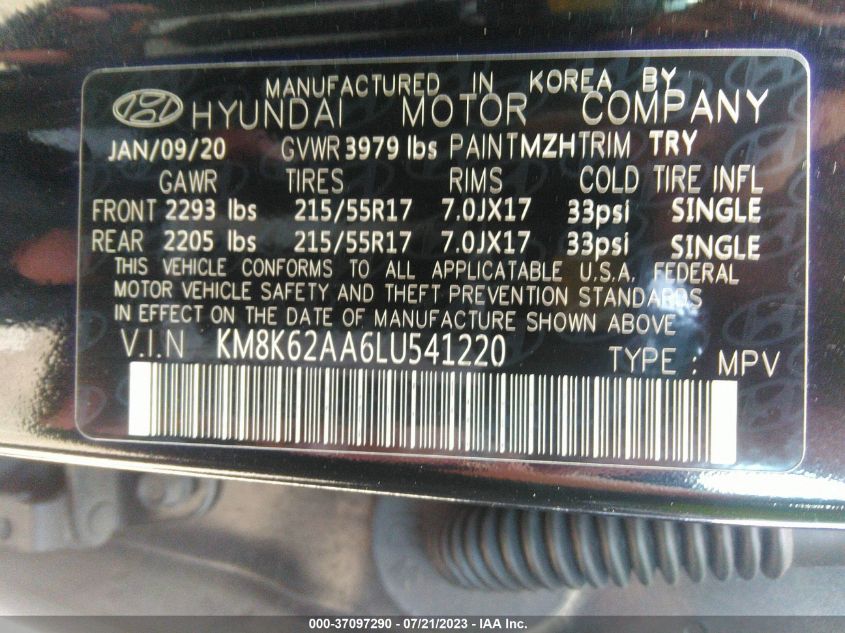 MANUFACTURED IN KOREA BY
HYUNDAI MOTOR COMPANY
JAN/09/20 GVWR 3979 lbs PAINT MZH TRIM TRY
GAWR TIRES RIMS COLD TIRE INFL
FRONT 2293 lbs 215/55R17 7.0JX17 33psi SINGLE
REAR 2205 lbs 215/55R17 7.0JX17 33psi SINGLE
THIS VEHICLE CONFORMS TO ALL APPLICATABLE U.S.A. FEDERAL
MOTOR VEHICLE SAFETY AND THEFT PREVENTION STANDARDS
IN EFFECT ON THE DATE OF MANUFACTURE SHOWN ABOVE
V.I.N KM8K62AA6LU541220 TYPE : MPV
000-37097290 - 07/21/2023 - IAA Inc.